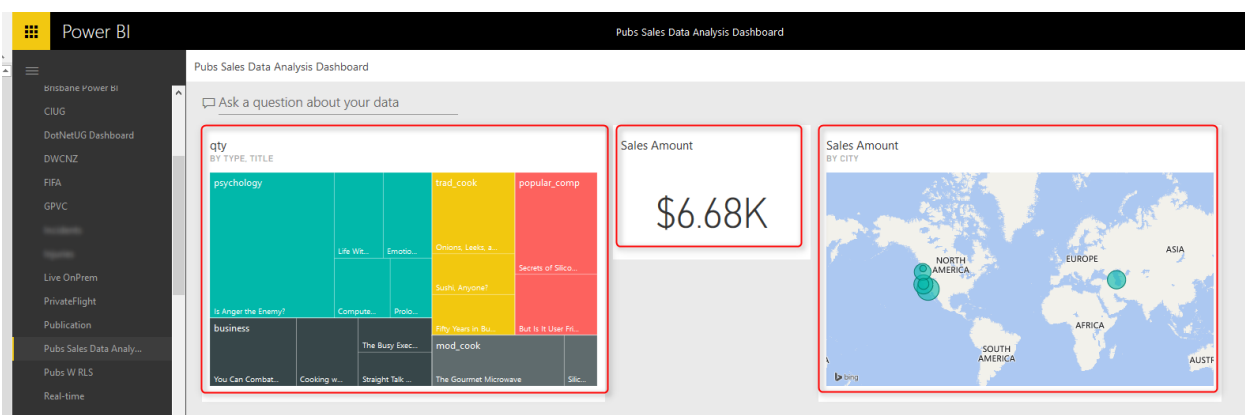 Power BI
Pubs Sales Data Analysis Dashboard
Pubs Sales Data Analysis Dashboard
Brisbane Power BI
CIUG
DotNetUG Dashboard
DWCNZ
FIFA
GPVC
Live OnPrem
PrivateFlight
Publication
Pubs Sales Data Analy...
Pubs W RLS
Real-time
Ask a question about your data
qty
BY TYPE, TITLE
psychology
Life Wit...
Emotio...
Is Anger the Enemy?
Compute...
Prolo...
business
The Busy Exec...
You Can Combat...
Cooking w...
Straight Talk ...
trad_cook
Onions, Leeks, a...
Sushi, Anyone?
Fifty Years in Bu...
popular_comp
Secrets of Silico...
But Is It User Fri...
mod_cook
The Gourmet Microwave
Silic...
Sales Amount
$6.68K
Sales Amount
BY CITY
NORTH
AMERICA
EUROPE
ASIA
AFRICA
SOUTH
AMERICA
AUSTR
bing